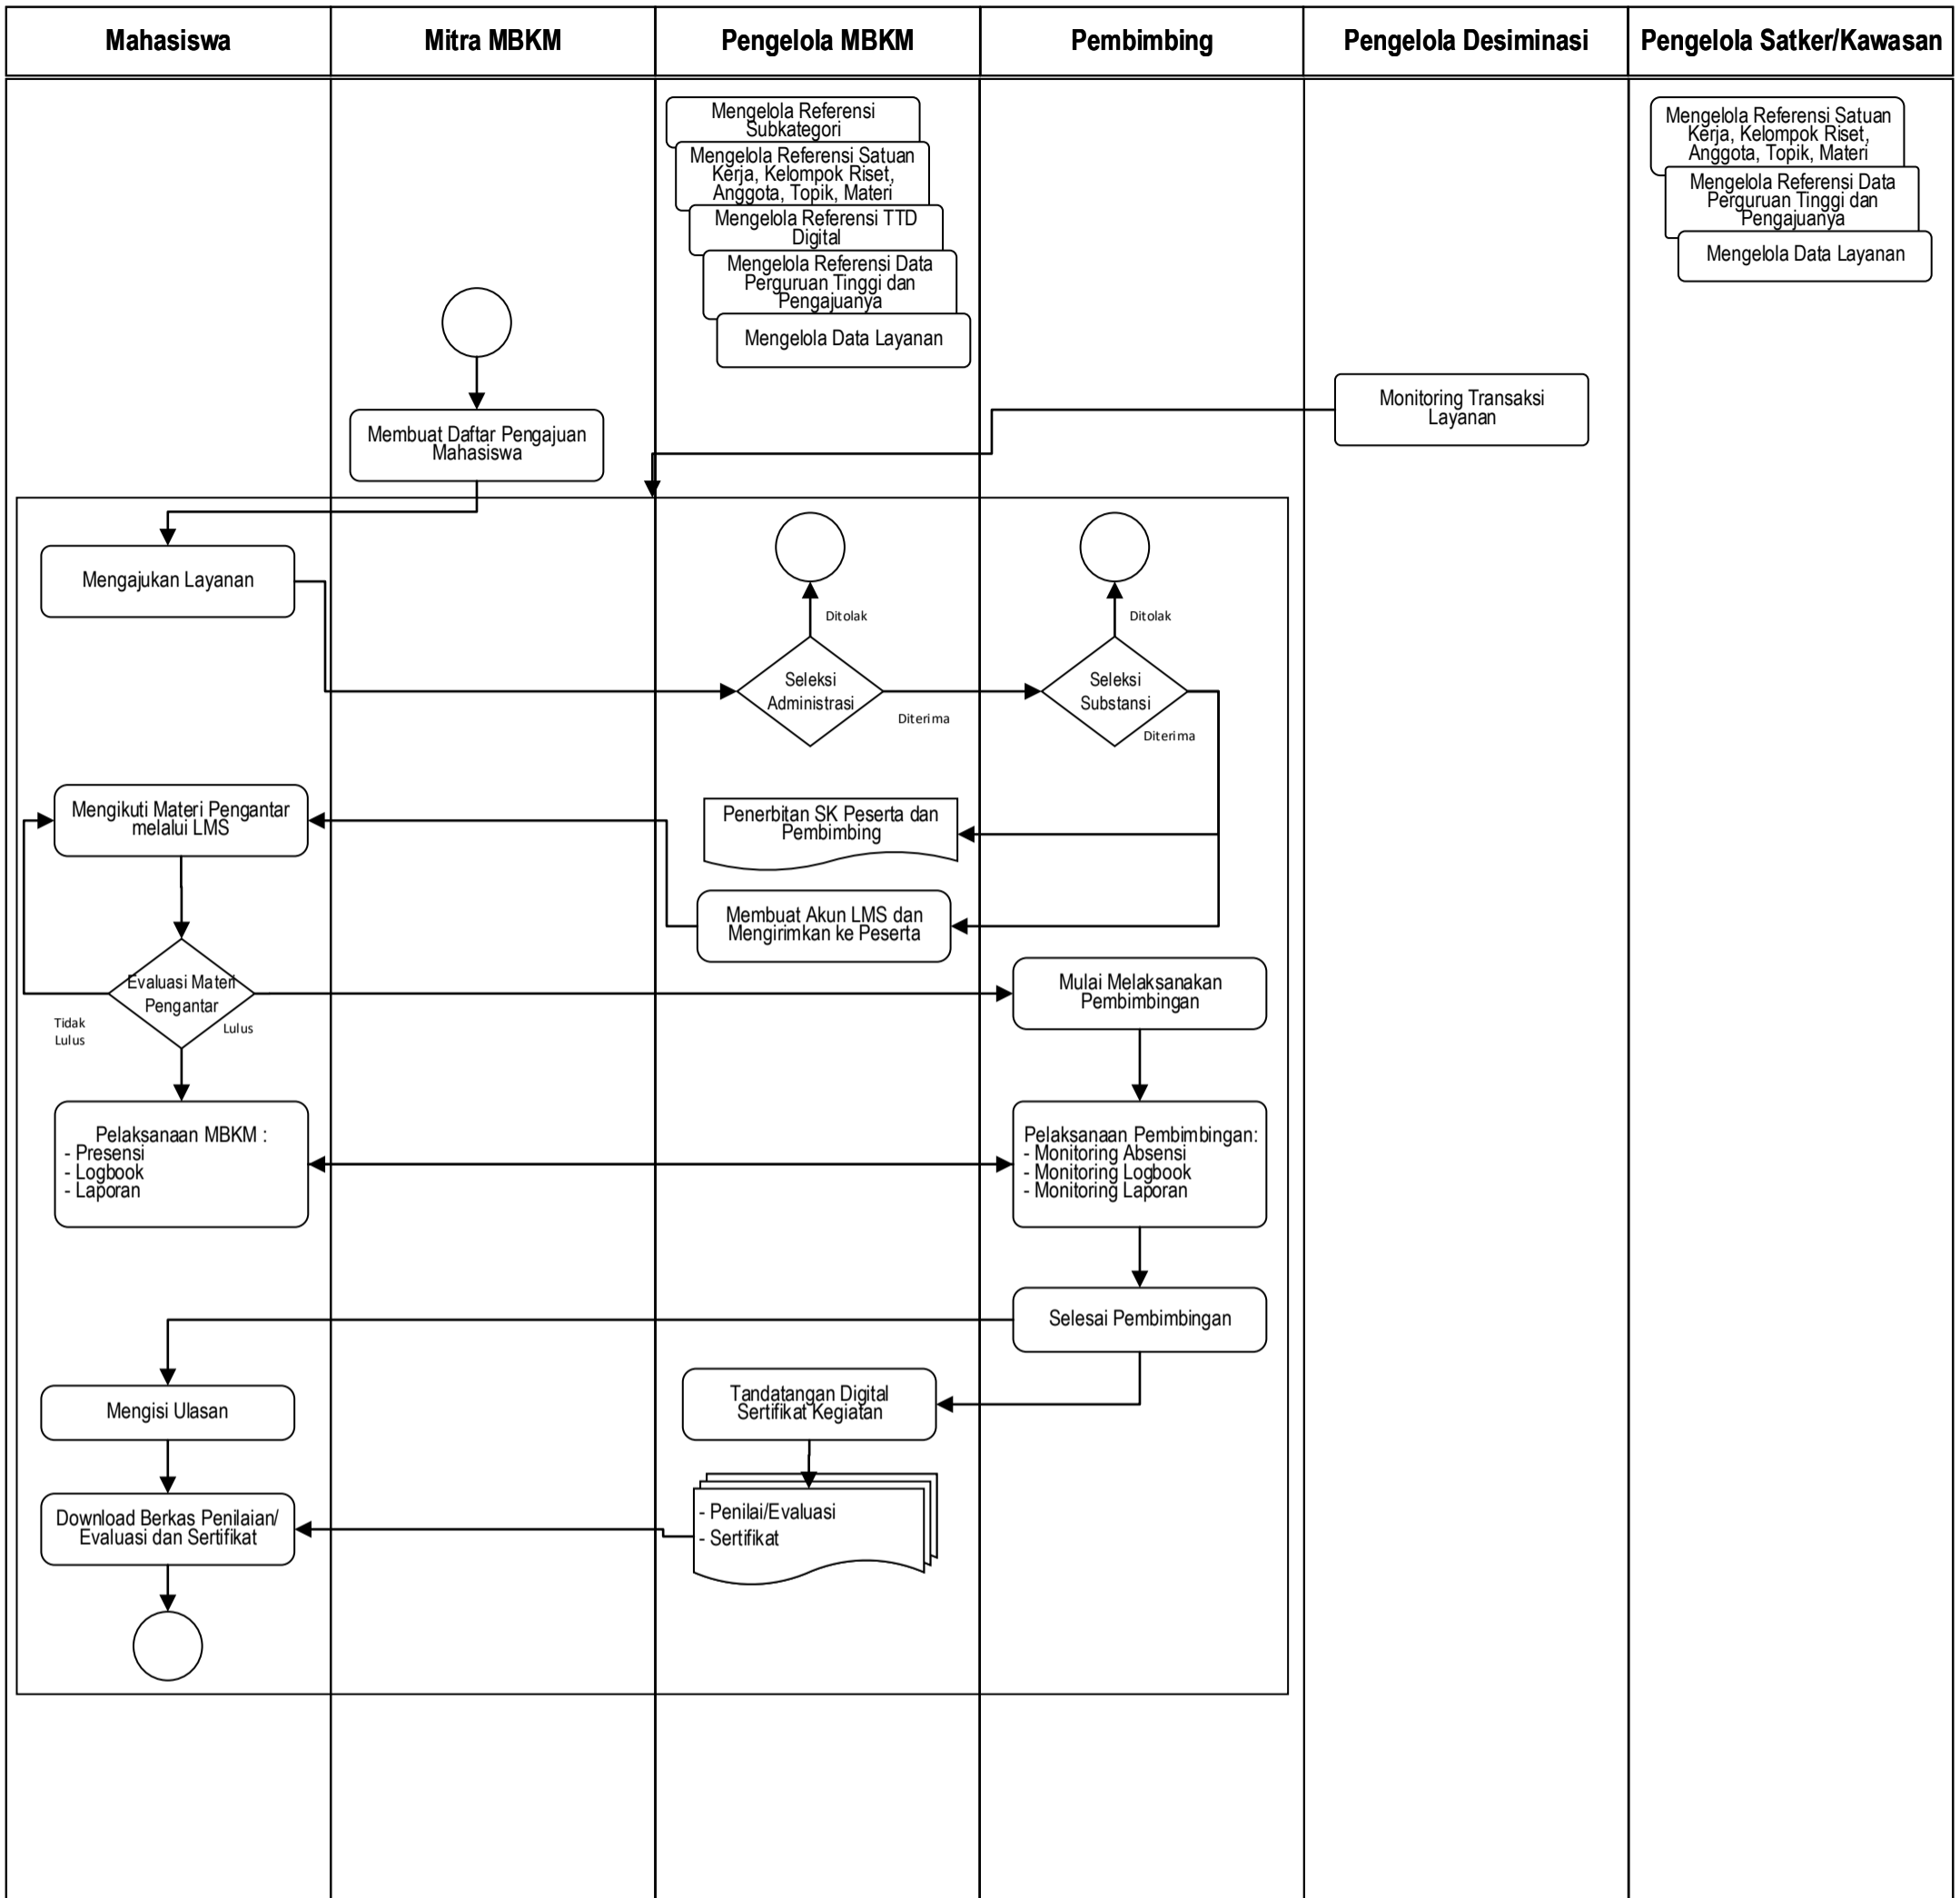 Mahasiswa
Mitra MBKM
Pengelola MBKM
Pembimbing
Pengelola Desiminasi
Pengelola Satker/Kawasan
Mengelola Referensi
Subkategori
Mengelola Referensi Satuan
Kerja, Kelompok Riset,
Anggota, Topik, Materi
Mengelola Referensi TTD
Digital
Mengelola Referensi Data
Perguruan Tinggi dan
Pengajuanya
Mengelola Data Layanan
Mengelola Referensi Satuan
Kerja, Kelompok Riset,
Anggota, Topik, Materi
Mengelola Referensi Data
Perguruan Tinggi dan
Pengajuanya
Mengelola Data Layanan
Monitoring Transaksi
Layanan
Membuat Daftar Pengajuan
Mahasiswa
Mengajukan Layanan
Ditolak
Ditolak
Seleksi
Administrasi
Diterima
Seleksi
Substansi
Diterima
Mengikuti Materi Pengantar
melalui LMS
Penerbitan SK Peserta dan
Pembimbing
Membuat Akun LMS dan
Mengirimkan ke Peserta
Evaluasi Materi
Pengantar
Tidak
Lulus
Lulus
Mulai Melaksanakan
Pembimbingan
Pelaksanaan MBKM :
- Presensi
- Logbook
- Laporan
Pelaksanaan Pembimbingan:
- Monitoring Absensi
- Monitoring Logbook
- Monitoring Laporan
Selesai Pembimbingan
Mengisi Ulasan
Tandatangan Digital
Sertifikat Kegiatan
Download Berkas Penilaian/
Evaluasi dan Sertifikat
- Penilai/Evaluasi
- Sertifikat